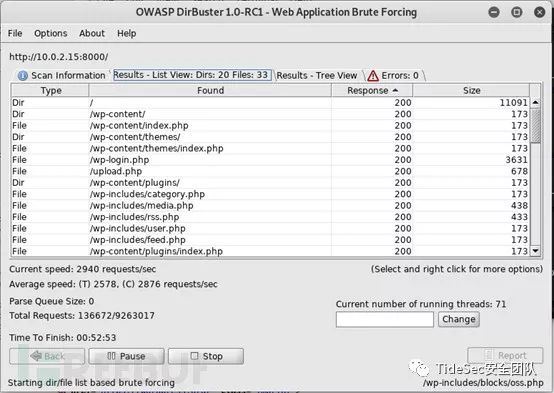 OWASP DirBuster 1.0-RC1 - Web Application Brute Forcing
File Options About Help
http://10.0.2.15:8000/
Scan Information Results - List View: Dirs: 20 Files: 33 Results - Tree View Errors: 0
Type Found Response Size
Dir / 200 11091
Dir /wp-content/ 200 173
File /wp-content/index.php 200 173
Dir /wp-content/themes/ 200 173
File /wp-content/themes/index.php 200 173
File /wp-login.php 200 3631
File /upload.php 200 678
Dir /wp-content/plugins/ 200 173
File /wp-includes/category.php 200 173
File /wp-includes/media.php 200 438
File /wp-includes/rss.php 200 433
File /wp-includes/user.php 200 173
File /wp-includes/feed.php 200 173
File /wp-content/plugins/index.php 200 173
Current speed: 2940 requests/sec (Select and right click for more options)
Average speed: (T) 2578, (C) 2876 requests/sec
Parse Queue Size: 0
Current number of running threads: 71
Total Requests: 136672/9263017
Change
Time To Finish: 00:52:53
Back Pause Stop Report
REEBUF
TideSec安全团队
Starting dir/file list based brute forcing /wp-includes/blocks/oss.php